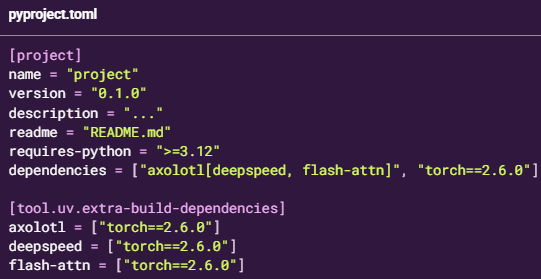 pyproject.toml
[project]
name = "project"
version = "0.1.0"
description = "..."
readme = "README.md"
requires-python = ">=3.12"
dependencies = ["axolotl[deepspeed, flash-attn]", "torch==2.6.0"]
[tool.uv.extra-build-dependencies]
axolotl = ["torch==2.6.0"]
deepspeed = ["torch==2.6.0"]
flash-attn = ["torch==2.6.0"]